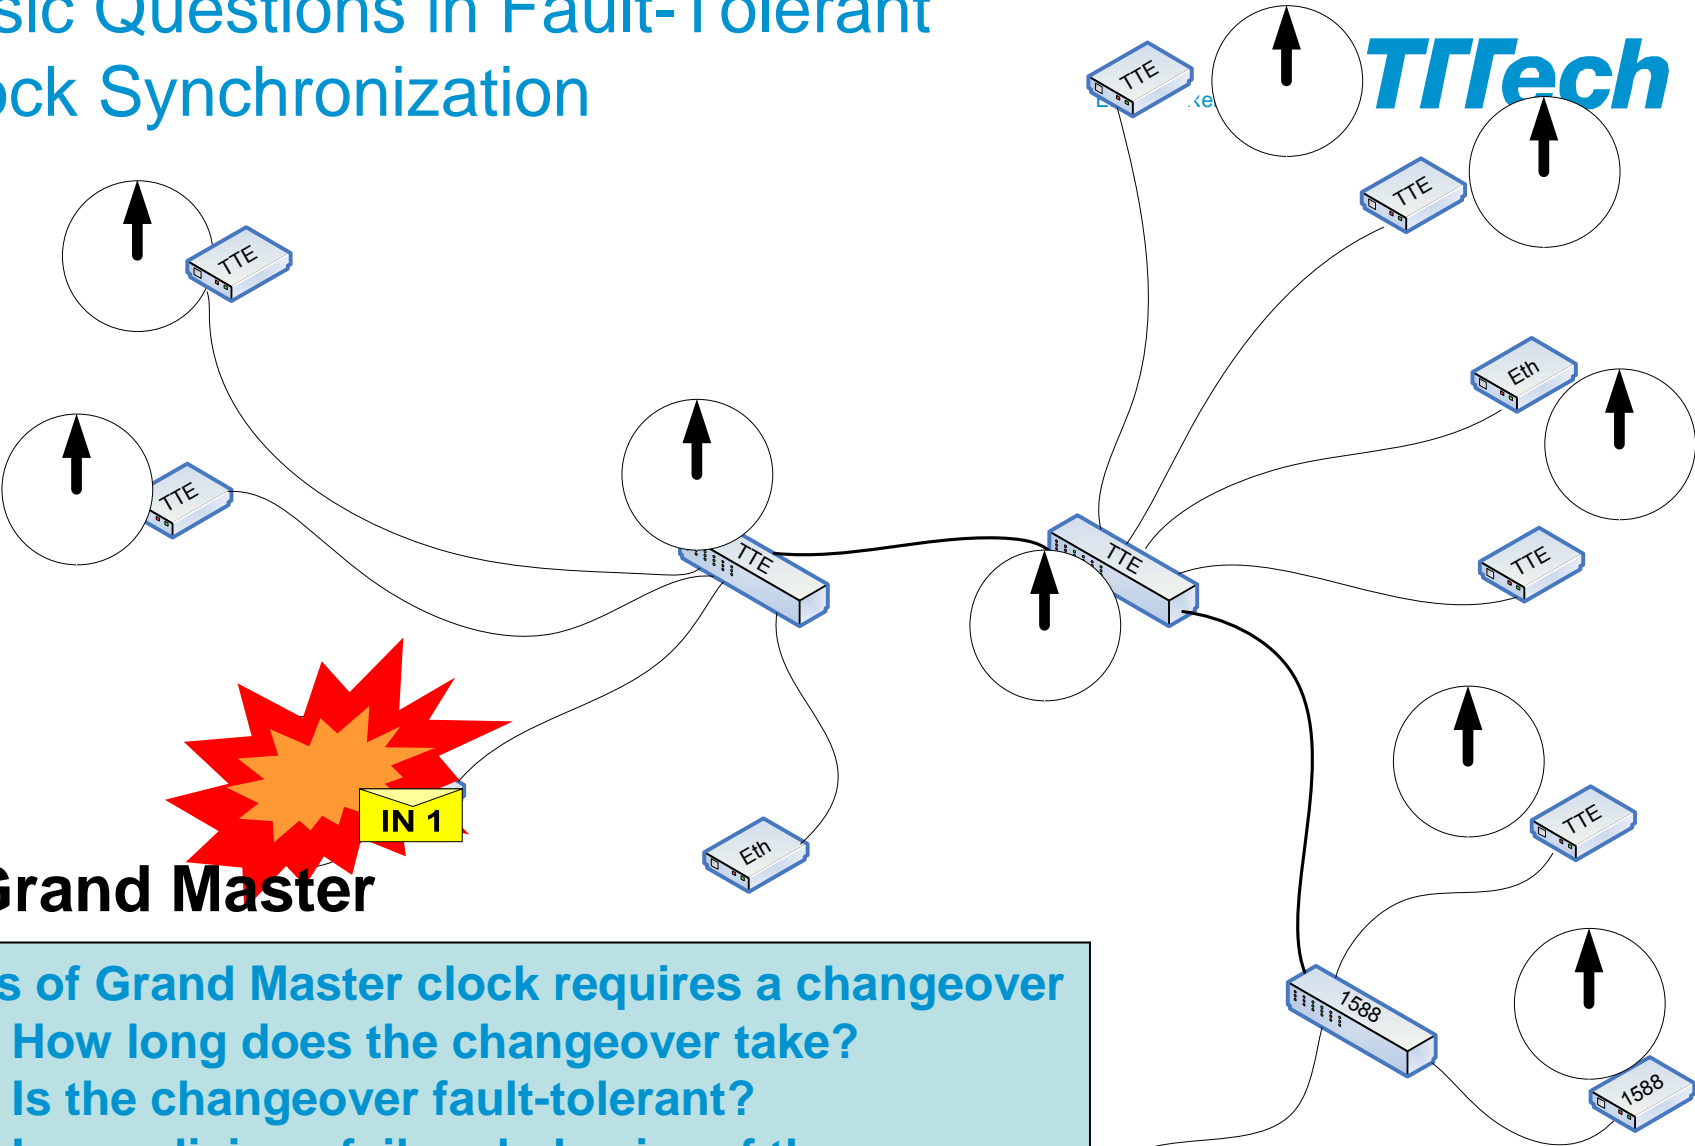 sic Questions in Fault-Tolerant
ock Synchronization
TTTech
TTE
TTE
TTE
Eth
TTE
TTE
TTE
TTE
IN 1
Eth
TTE
Grand Master
s of Grand Master clock requires a changeover
How long does the changeover take?
Is the changeover fault-tolerant?
1588
1588